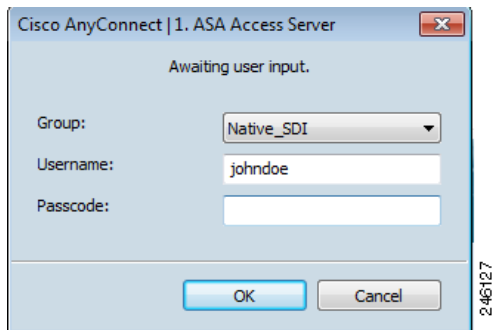 Cisco AnyConnect | 1. ASA Access Server
Awaiting user input.
Group: Native_SDI
Username: johndoe
Passcode:
OK Cancel
246127